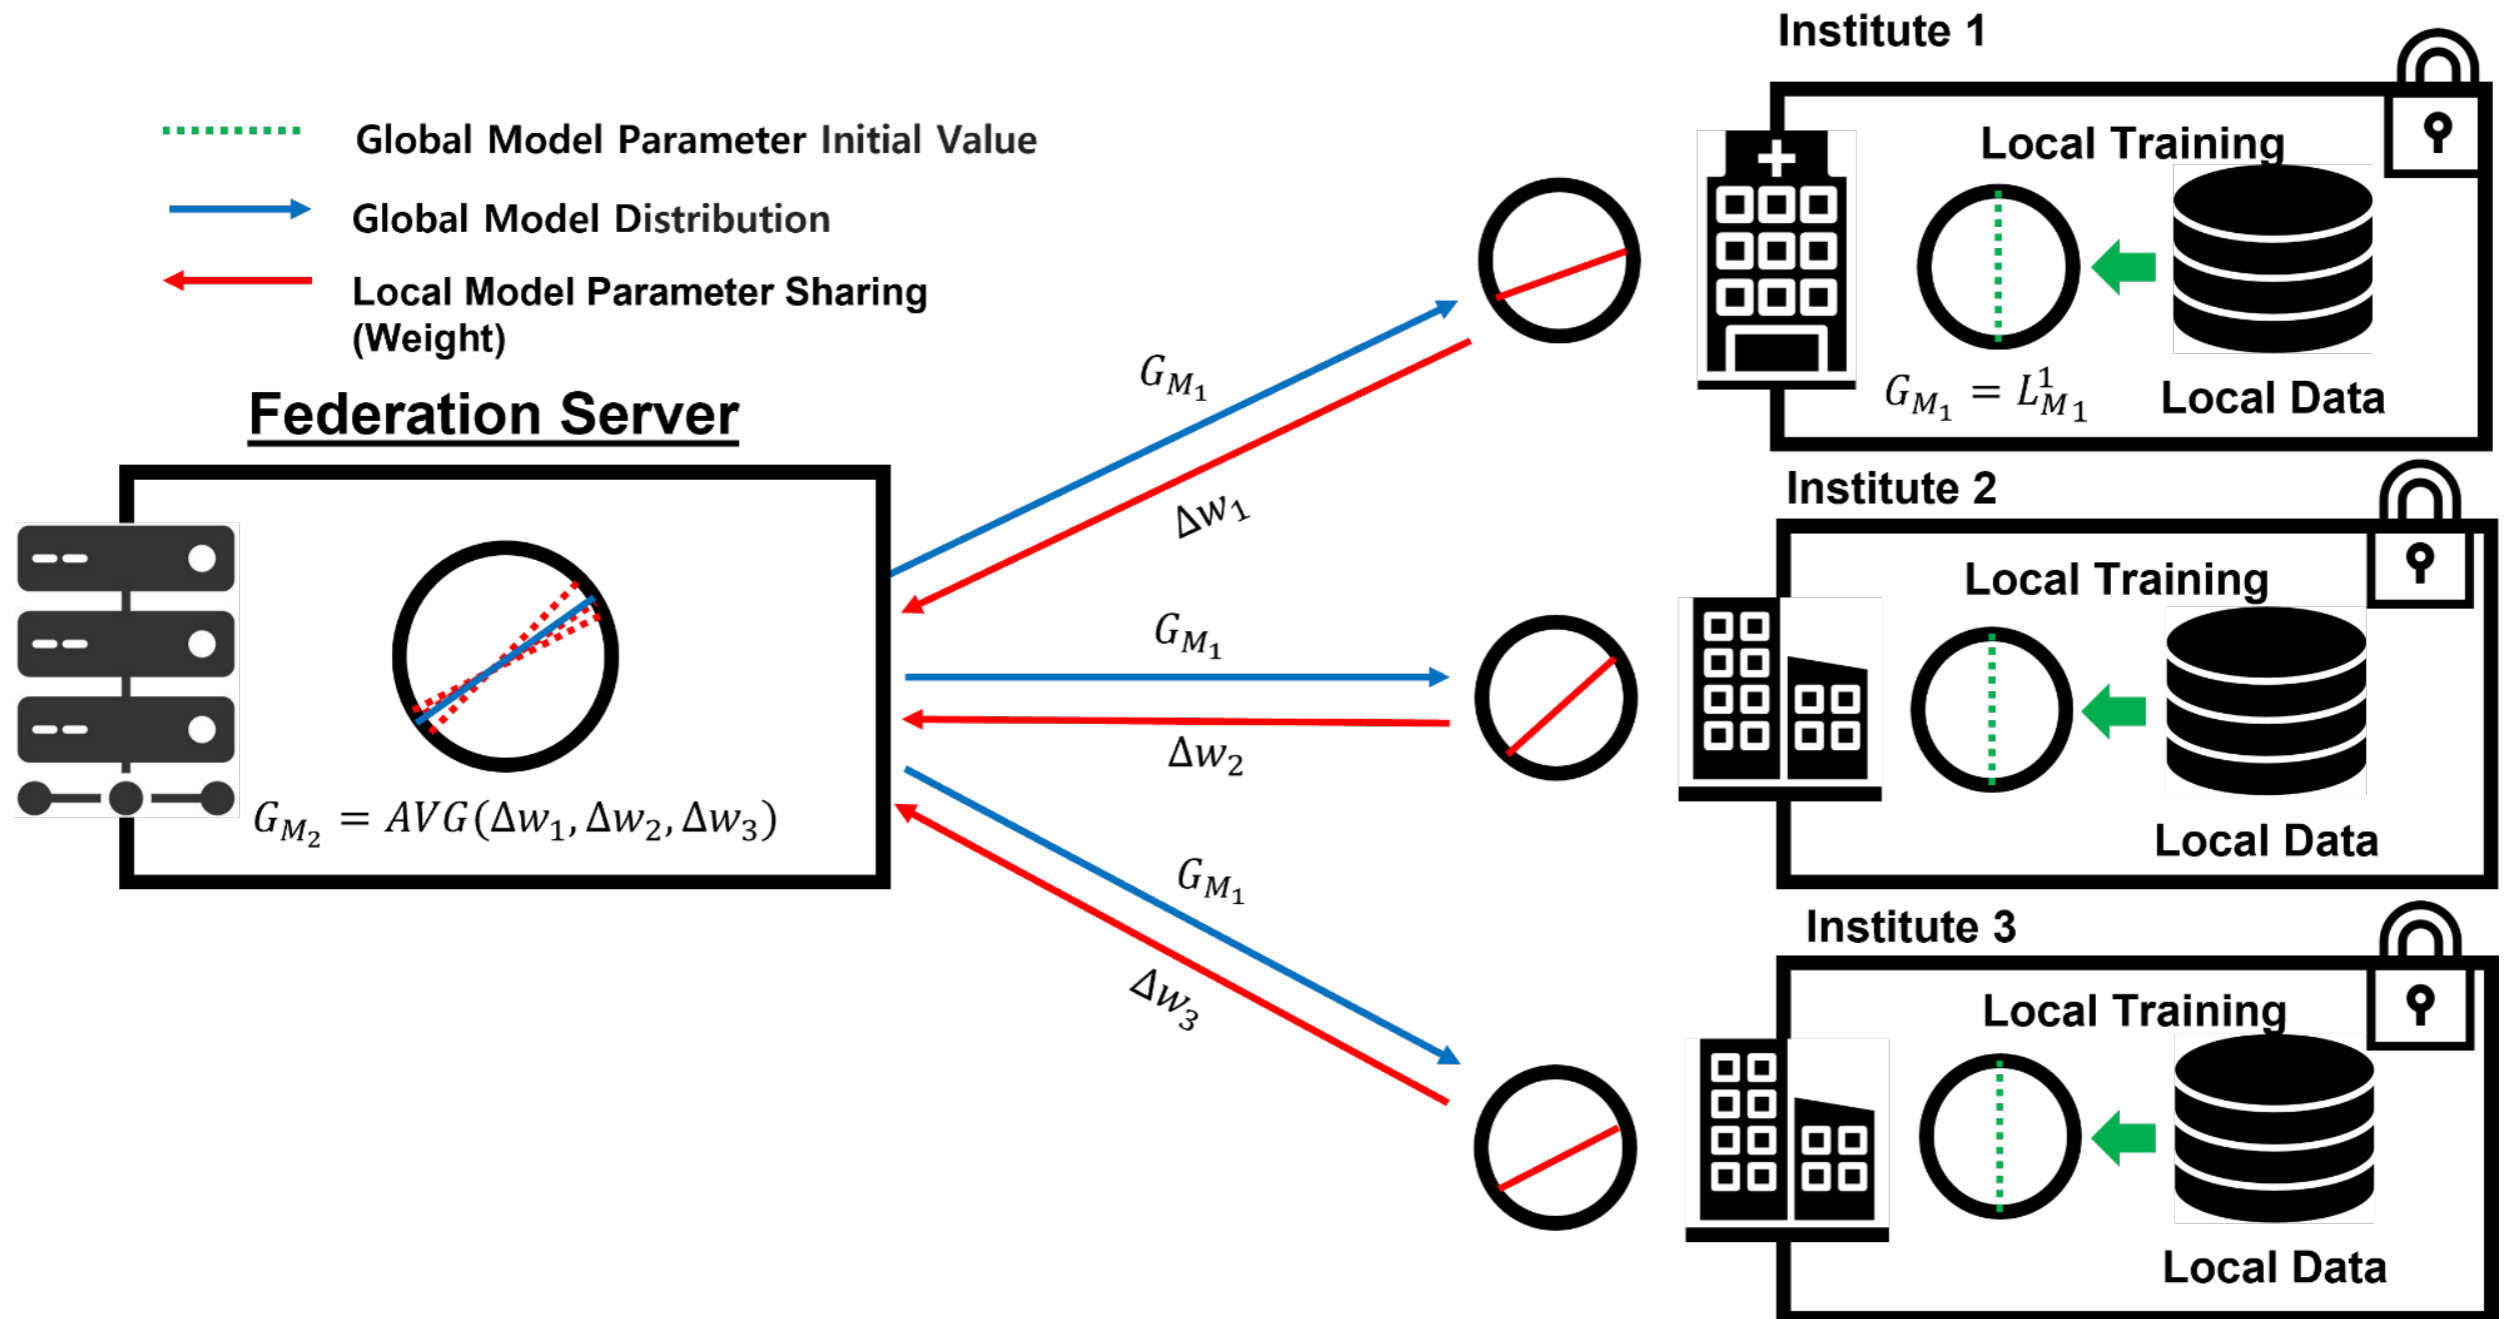 Global Model Parameter Initial Value
Global Model Distribution
Local Model Parameter Sharing
(Weight)
Federation Server
G_{M_1}
Δw_1
G_{M_1}
Δw_2
G_{M_1}
Δw_3
G_{M_2} = AVG(Δw_1, Δw_2, Δw_3)
Institute 1
Local Training
G_{M_1} = L^1_{M_1}
Local Data
Institute 2
Local Training
Local Data
Institute 3
Local Training
Local Data